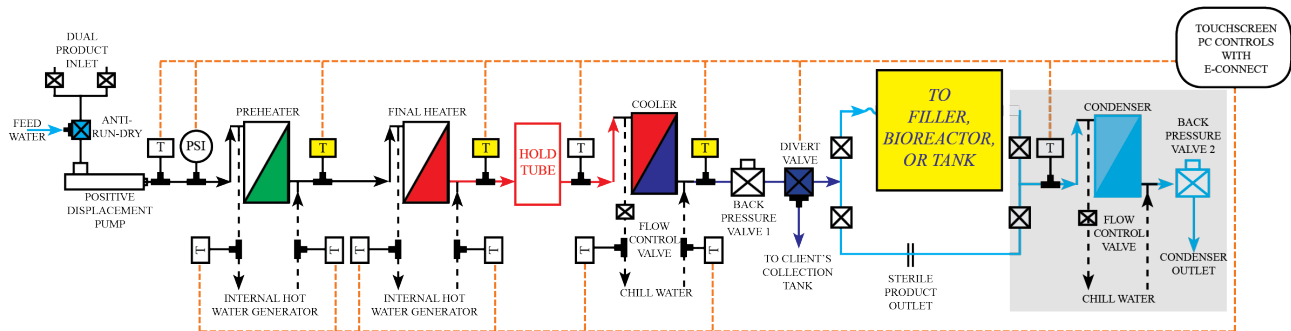 DUAL
PRODUCT
INLET
FEED
WATER
ANTI-
RUN-DRY
POSITIVE
DISPLACEMENT
PUMP
T
PSI
PREHEATER
T
T
T
INTERNAL HOT
WATER GENERATOR
FINAL HEATER
T
T
T
INTERNAL HOT
WATER GENERATOR
HOLD
TUBE
T
COOLER
T
T
T
FLOW
CONTROL
VALVE
CHILL WATER
BACK
PRESSURE
VALVE 1
DIVERT
VALVE
TO CLIENT'S
COLLECTION
TANK
TO
FILLER,
BIOREACTOR,
OR TANK
STERILE
PRODUCT
OUTLET
T
CONDENSER
FLOW
CONTROL
VALVE
CHILL WATER
BACK
PRESSURE
VALVE 2
CONDENSER
OUTLET
TOUCHSCREEN
PC CONTROLS
WITH
E-CONNECT